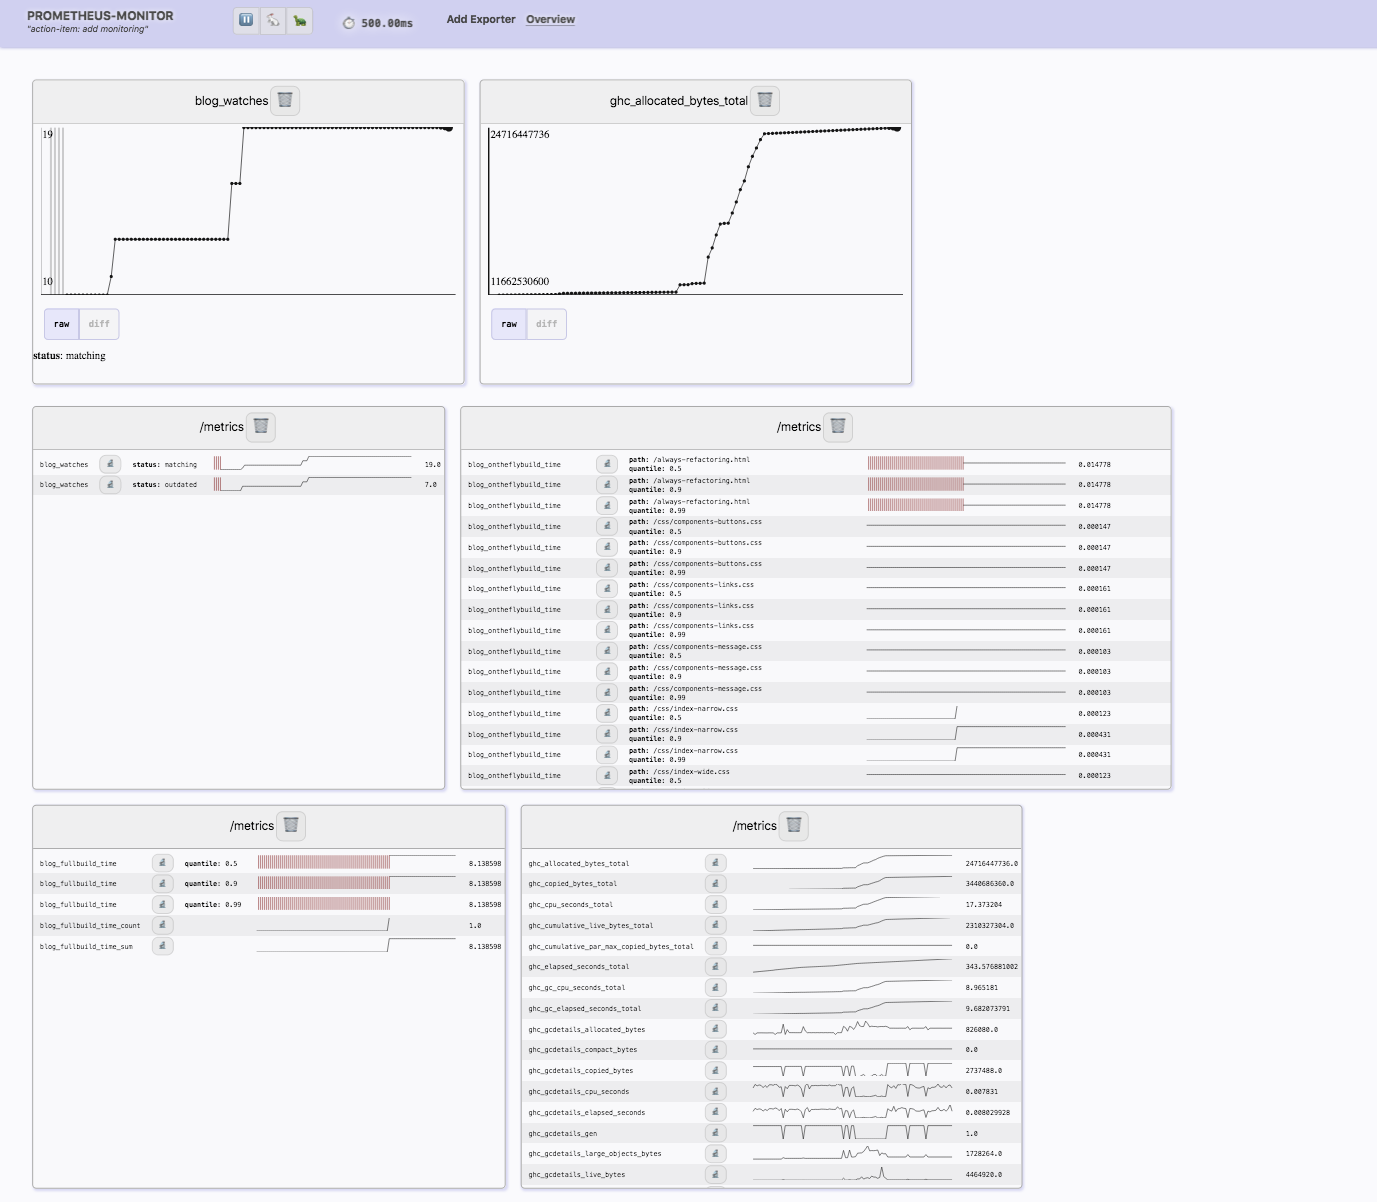 PROMETHEUS-MONITOR
"action-item: add monitoring"
500.00ms
Add Exporter Overview
blog_watches
19
10
raw diff
status: matching
ghc_allocated_bytes_total
24716447736
11662530600
raw diff
/metrics
blog_watches status: matching 19.0
blog_watches status: outdated 7.0
/metrics
blog_ontheflybuild_time path: /always-refactoring.html quantile: 0.5 0.014778
blog_ontheflybuild_time path: /always-refactoring.html quantile: 0.9 0.014778
blog_ontheflybuild_time path: /always-refactoring.html quantile: 0.99 0.014778
blog_ontheflybuild_time path: /css/components-buttons.css quantile: 0.5 0.000147
blog_ontheflybuild_time path: /css/components-buttons.css quantile: 0.9 0.000147
blog_ontheflybuild_time path: /css/components-buttons.css quantile: 0.99 0.000147
blog_ontheflybuild_time path: /css/components-links.css quantile: 0.5 0.000161
blog_ontheflybuild_time path: /css/components-links.css quantile: 0.9 0.000161
blog_ontheflybuild_time path: /css/components-links.css quantile: 0.99 0.000161
blog_ontheflybuild_time path: /css/components-message.css quantile: 0.5 0.000103
blog_ontheflybuild_time path: /css/components-message.css quantile: 0.9 0.000103
blog_ontheflybuild_time path: /css/components-message.css quantile: 0.99 0.000103
blog_ontheflybuild_time path: /css/index-narrow.css quantile: 0.5 0.000123
blog_ontheflybuild_time path: /css/index-narrow.css quantile: 0.9 0.000431
blog_ontheflybuild_time path: /css/index-narrow.css quantile: 0.99 0.000431
blog_ontheflybuild_time path: /css/index-wide.css quantile: 0.5 0.000123
/metrics
blog_fullbuild_time quantile: 0.5 8.138598
blog_fullbuild_time quantile: 0.9 8.138598
blog_fullbuild_time quantile: 0.99 8.138598
blog_fullbuild_time_count 1.0
blog_fullbuild_time_sum 8.138598
/metrics
ghc_allocated_bytes_total 24716447736.0
ghc_copied_bytes_total 3440686360.0
ghc_cpu_seconds_total 17.373204
ghc_cumulative_live_bytes_total 2310327304.0
ghc_cumulative_par_max_copied_bytes_total 0.0
ghc_elapsed_seconds_total 343.576881002
ghc_gc_cpu_seconds_total 8.965181
ghc_gc_elapsed_seconds_total 9.682073791
ghc_gcdetails_allocated_bytes 826080.0
ghc_gcdetails_compact_bytes 0.0
ghc_gcdetails_copied_bytes 2737488.0
ghc_gcdetails_cpu_seconds 0.007831
ghc_gcdetails_elapsed_seconds 0.008029928
ghc_gcdetails_gen 1.0
ghc_gcdetails_large_objects_bytes 1728264.0
ghc_gcdetails_live_bytes 4464920.0